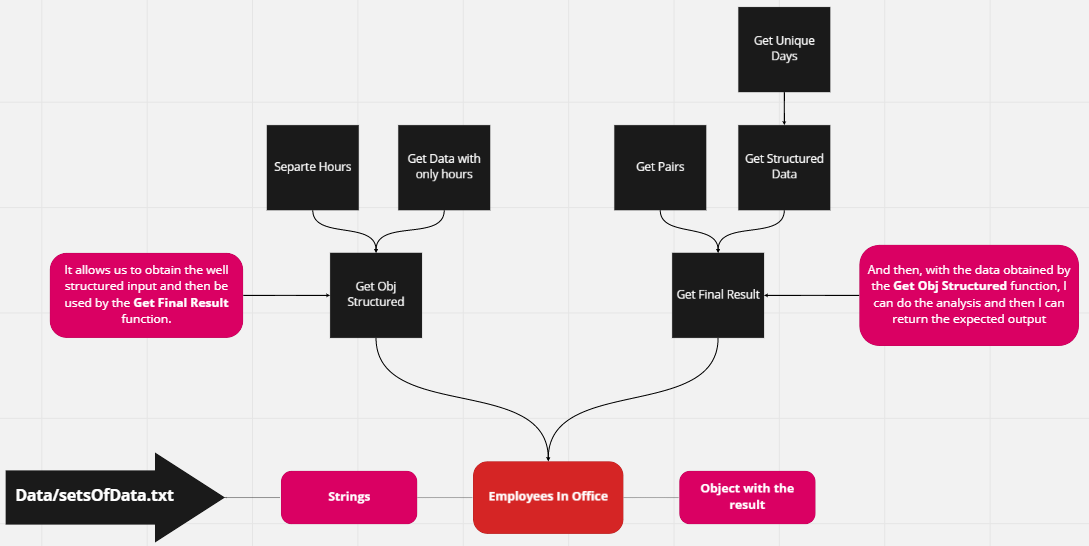 Get Unique
Days
Separte Hours
Get Data with
only hours
Get Pairs
Get Structured
Data
It allows us to obtain the well
structured input and then be
used by the Get Final Result
function.
Get Obj
Structured
Get Final Result
And then, with the data obtained by
the Get Obj Structured function, I
can do the analysis and then I can
return the expected output
Data/setsOfData.txt
Strings
Employees In Office
Object with the
result